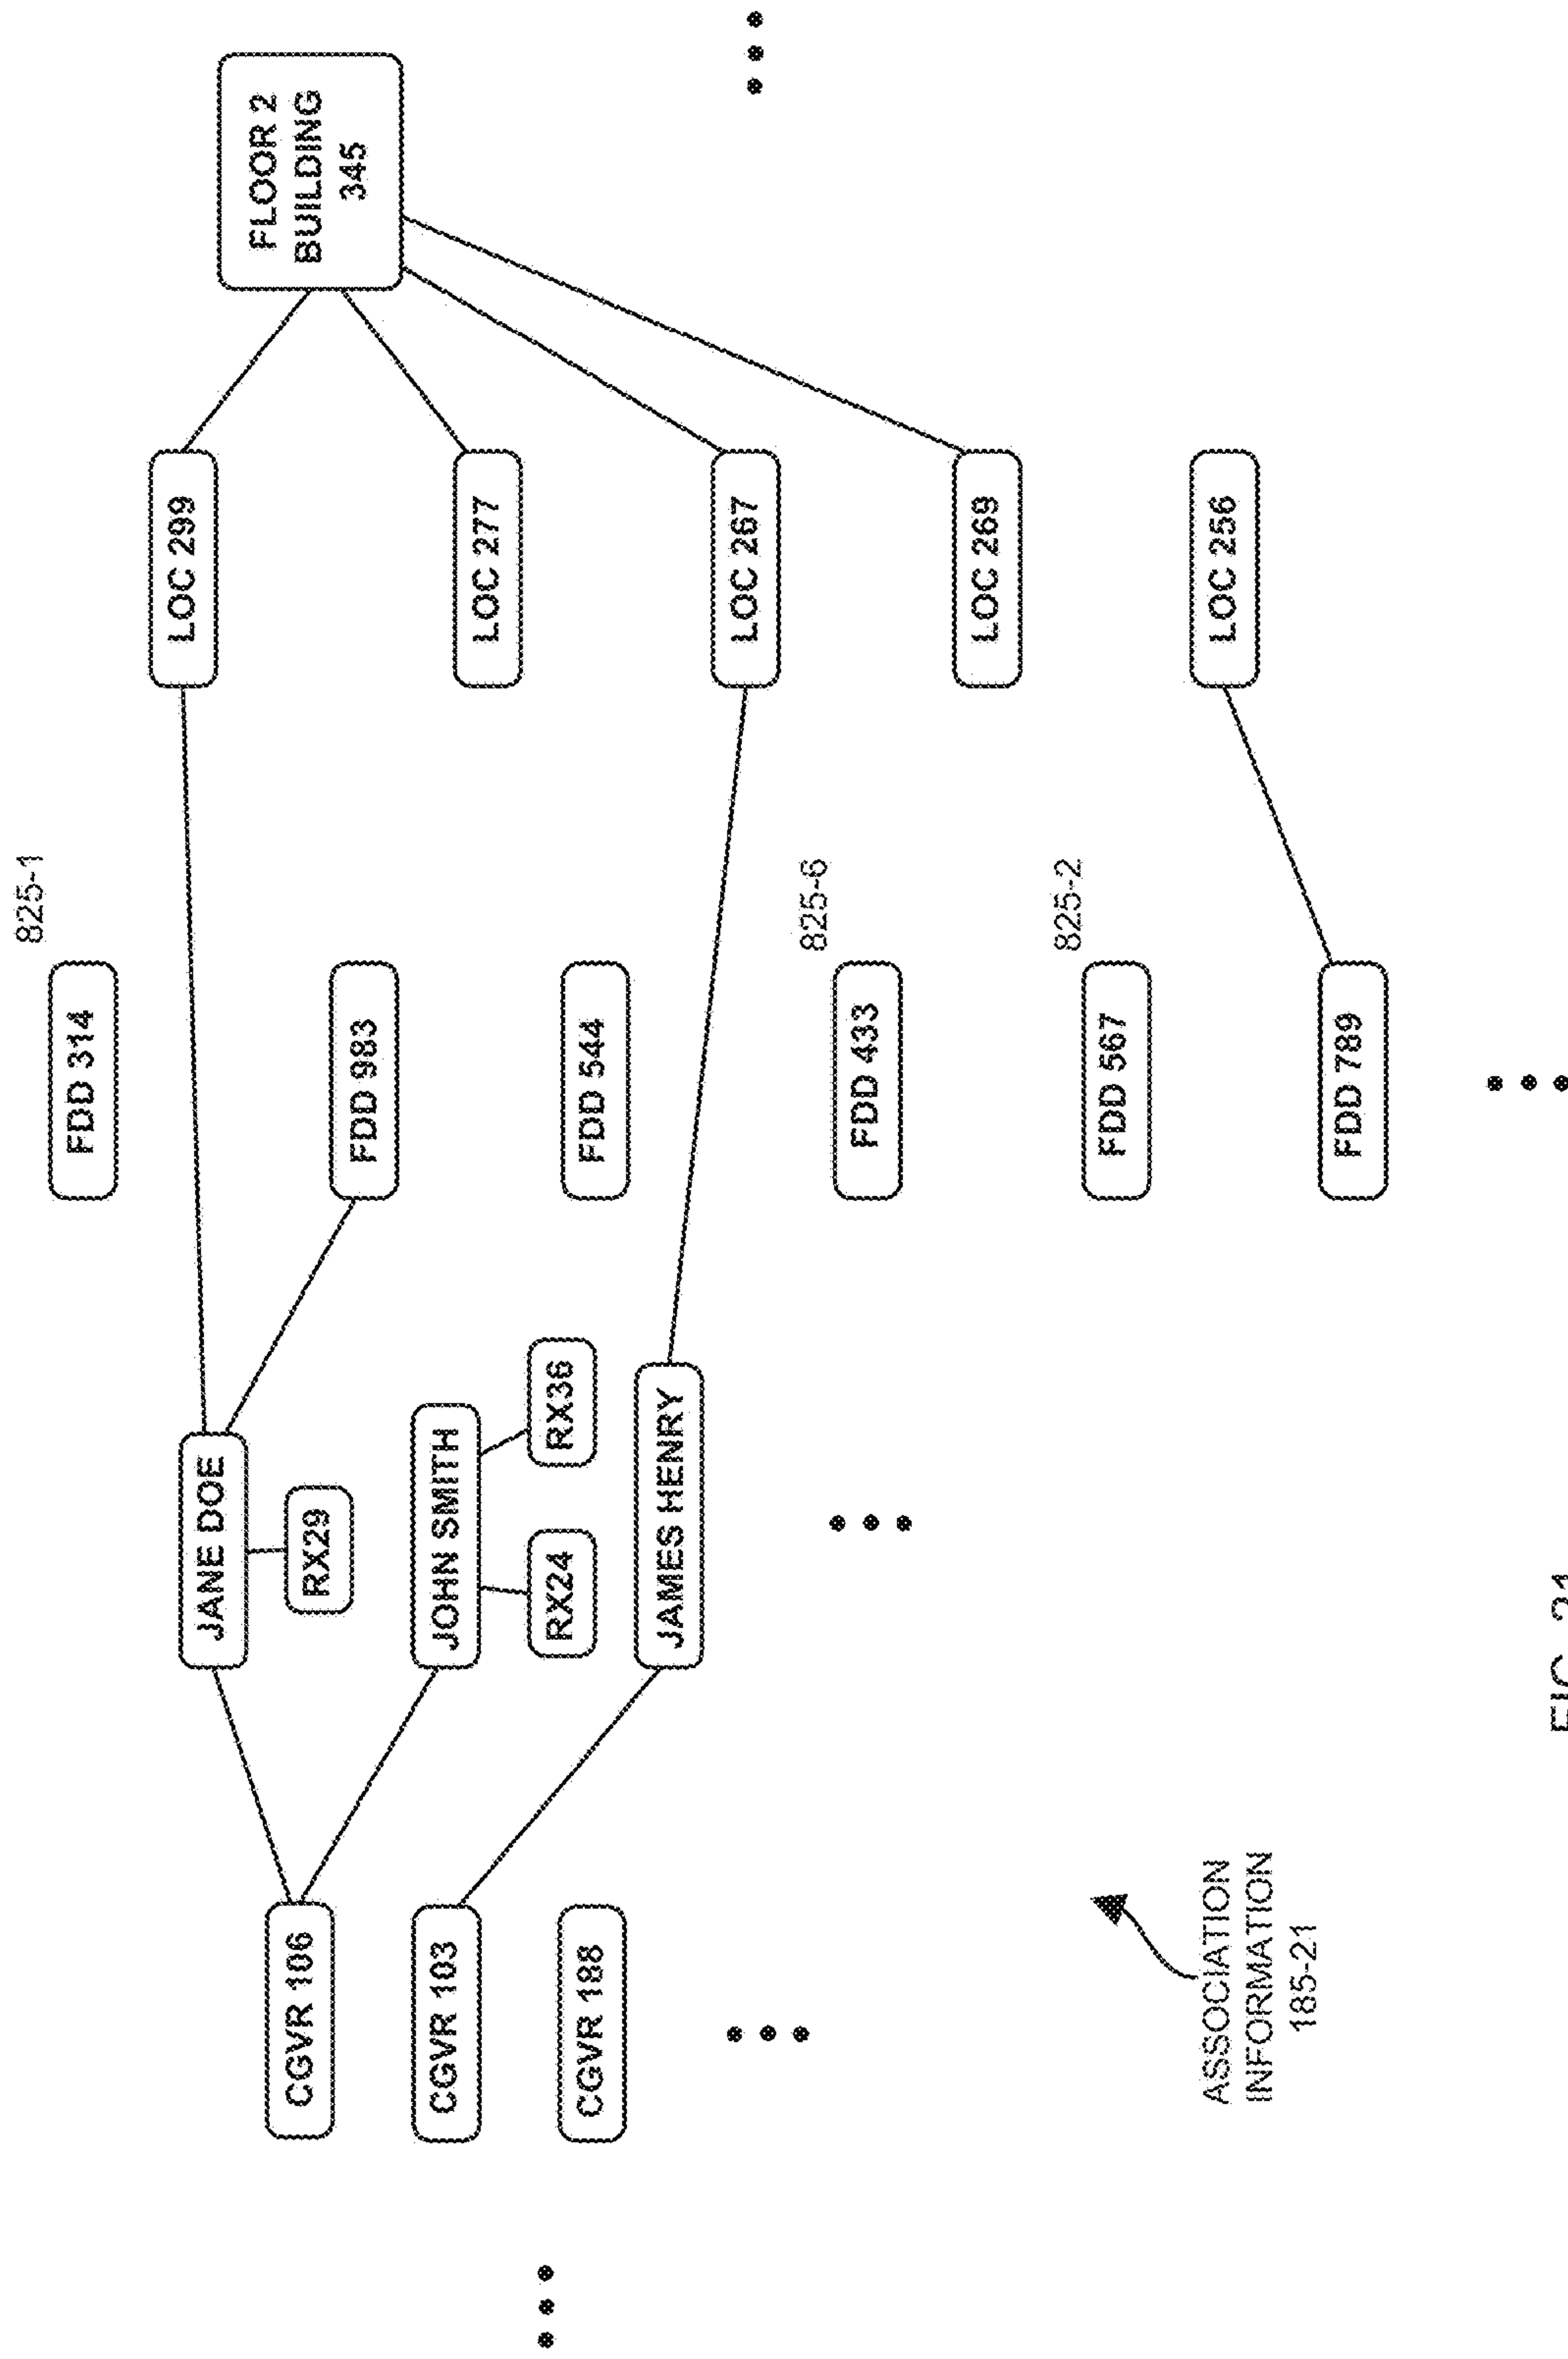 CGVR 106
CGVR 103
CGVR 188
JANE DOE
RX29
JOHN SMITH
RX24
RX36
JAMES HENRY
825-1
FDD 314
FDD 983
FDD 544
825-6
FDD 433
825-2
FDD 567
FDD 789
LOC 299
LOC 277
LOC 267
LOC 269
LOC 256
FLOOR 2
BUILDING
345
ASSOCIATION
INFORMATION
185-21
FIG. 21